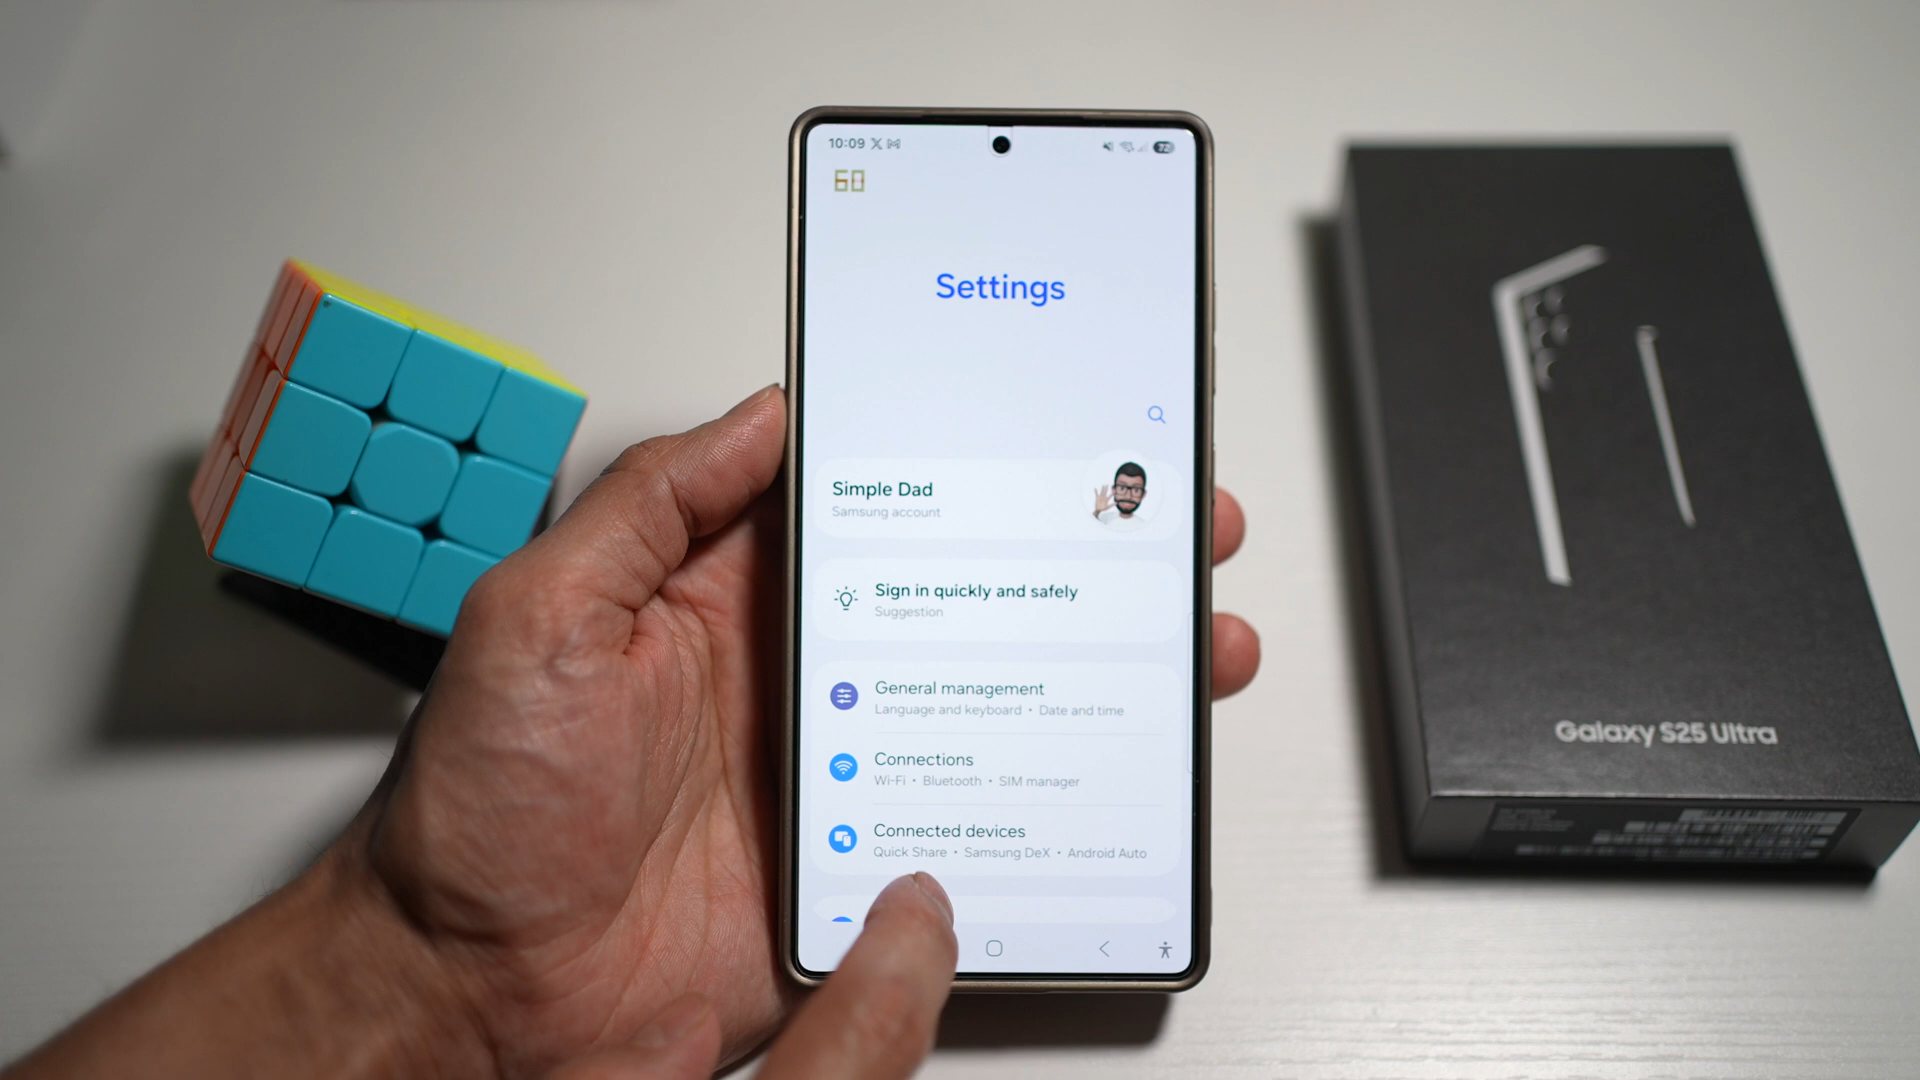 10:09
72
60
Settings
Simple Dad
Samsung account
Sign in quickly and safely
Suggestion
General management
Language and keyboard • Date and time
Connections
Wi-Fi • Bluetooth • SIM manager
Connected devices
Quick Share • Samsung DeX • Android Auto
Galaxy S25 Ultra